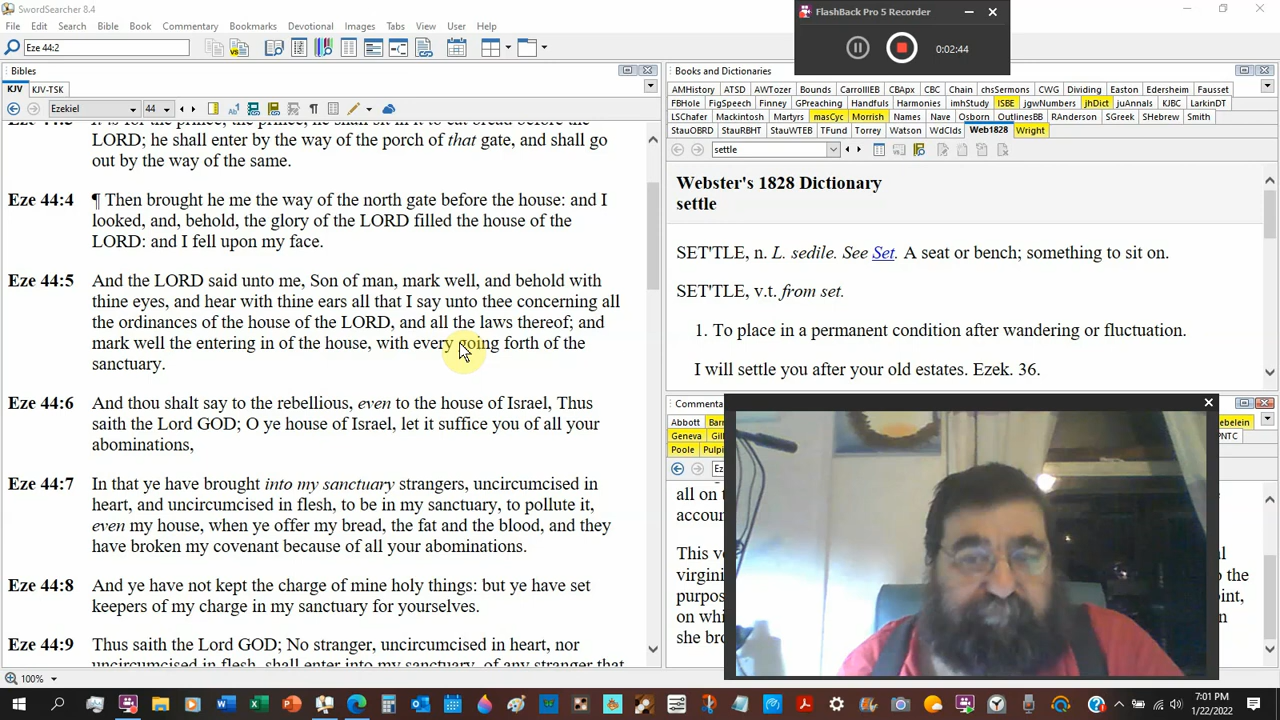 SwordSearcher 8.4
File Edit Search Bible Book Commentary Bookmarks Devotional Images Tabs View User Help
Eze 44:2
FlashBack Pro 5 Recorder
0:02:44
Bibles
KJV KJV-TSK
Ezekiel 44
LORD; he shall enter by the way of the porch of that gate, and shall go
out by the way of the same.
Eze 44:4 ¶ Then brought he me the way of the north gate before the house: and I
looked, and, behold, the glory of the LORD filled the house of the
LORD: and I fell upon my face.
Eze 44:5 And the LORD said unto me, Son of man, mark well, and behold with
thine eyes, and hear with thine ears all that I say unto thee concerning all
the ordinances of the house of the LORD, and all the laws thereof; and
mark well the entering in of the house, with every going forth of the
sanctuary.
Eze 44:6 And thou shalt say to the rebellious, even to the house of Israel, Thus
saith the Lord GOD; O ye house of Israel, let it suffice you of all your
abominations,
Eze 44:7 In that ye have brought into my sanctuary strangers, uncircumcised in
heart, and uncircumcised in flesh, to be in my sanctuary, to pollute it,
even my house, when ye offer my bread, the fat and the blood, and they
have broken my covenant because of all your abominations.
Eze 44:8 And ye have not kept the charge of mine holy things: but ye have set
keepers of my charge in my sanctuary for yourselves.
Eze 44:9 Thus saith the Lord GOD; No stranger, uncircumcised in heart, nor
uncircumcised in flesh, shall enter into my sanctuary, of any stranger that
100%
Books and Dictionaries
AMHistory ATSD AWTozer Bounds CarrollIEB CBApx CBC Chain chsSermons CWG Dividing Easton Edersheim Fausset
FBHole FigSpeech Finney GPreaching Handfuls Harmonies imhStudy ISBE jgwNumbers jhDict juAnnals KJBC LarkinDT
LSChafer Mackintosh Martyrs masCyc Morrish Names Nave Osborn OutlinesBB RAnderson SGreek SHebrew Smith
StauOBRD StauRBHT StauWTEB TFund Torrey Watson WdClds Web1828 Wright
settle
Webster's 1828 Dictionary
settle
SET'TLE, n. L. sedile. See Set. A seat or bench; something to sit on.
SET'TLE, v.t. from set.
1. To place in a permanent condition after wandering or fluctuation.
I will settle you after your old estates. Ezek. 36.
Abbott
Geneva
Poole
PNTC
all on
This
the
on
she
7:01 PM
1/22/2022